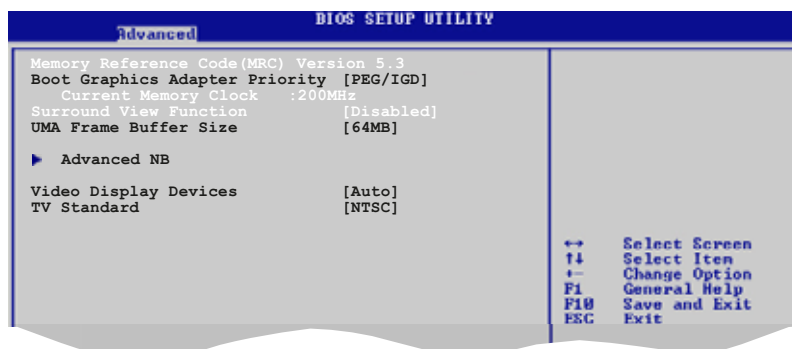 BIOS SETUP UTILITY
Advanced
Memory Reference Code(MRC) Version 5.3
Boot Graphics Adapter Priority [PEG/IGD]
Current Memory Clock :200MHz
Surround View Function [Disabled]
UMA Frame Buffer Size [64MB]
Advanced NB
Video Display Devices [Auto]
TV Standard [NTSC]
↔ Select Screen
↑↓ Select Item
+- Change Option
F1 General Help
F10 Save and Exit
ESC Exit